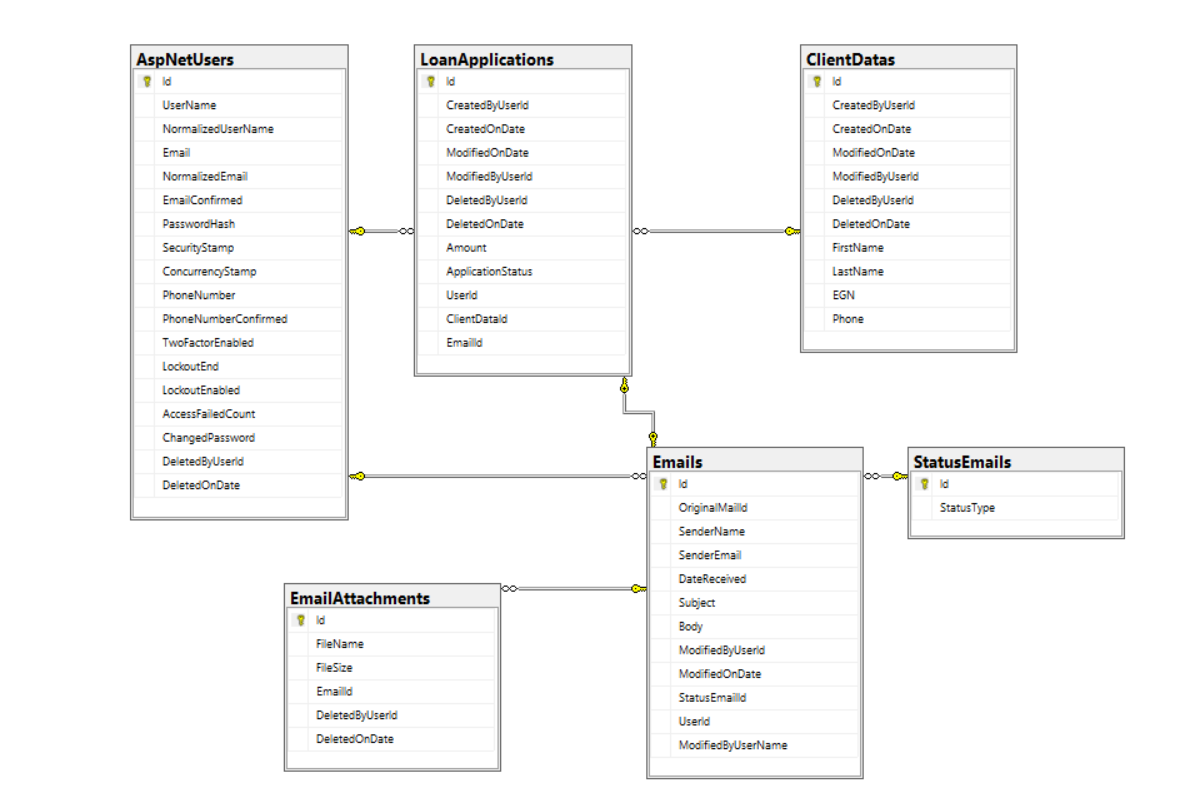 AspNetUsers
Id
UserName
NormalizedUserName
Email
NormalizedEmail
EmailConfirmed
PasswordHash
SecurityStamp
ConcurrencyStamp
PhoneNumber
PhoneNumberConfirmed
TwoFactorEnabled
LockoutEnd
LockoutEnabled
AccessFailedCount
ChangedPassword
DeletedByUserId
DeletedOnDate
LoanApplications
Id
CreatedByUserId
CreatedOnDate
ModifiedOnDate
ModifiedByUserId
DeletedByUserId
DeletedOnDate
Amount
ApplicationStatus
UserId
ClientDataId
EmailId
ClientDatas
Id
CreatedByUserId
CreatedOnDate
ModifiedOnDate
ModifiedByUserId
DeletedByUserId
DeletedOnDate
FirstName
LastName
EGN
Phone
Emails
Id
OriginalMailId
SenderName
SenderEmail
DateReceived
Subject
Body
ModifiedByUserId
ModifiedOnDate
StatusEmailId
UserId
ModifiedByUserName
StatusEmails
Id
StatusType
EmailAttachments
Id
FileName
FileSize
EmailId
DeletedByUserId
DeletedOnDate